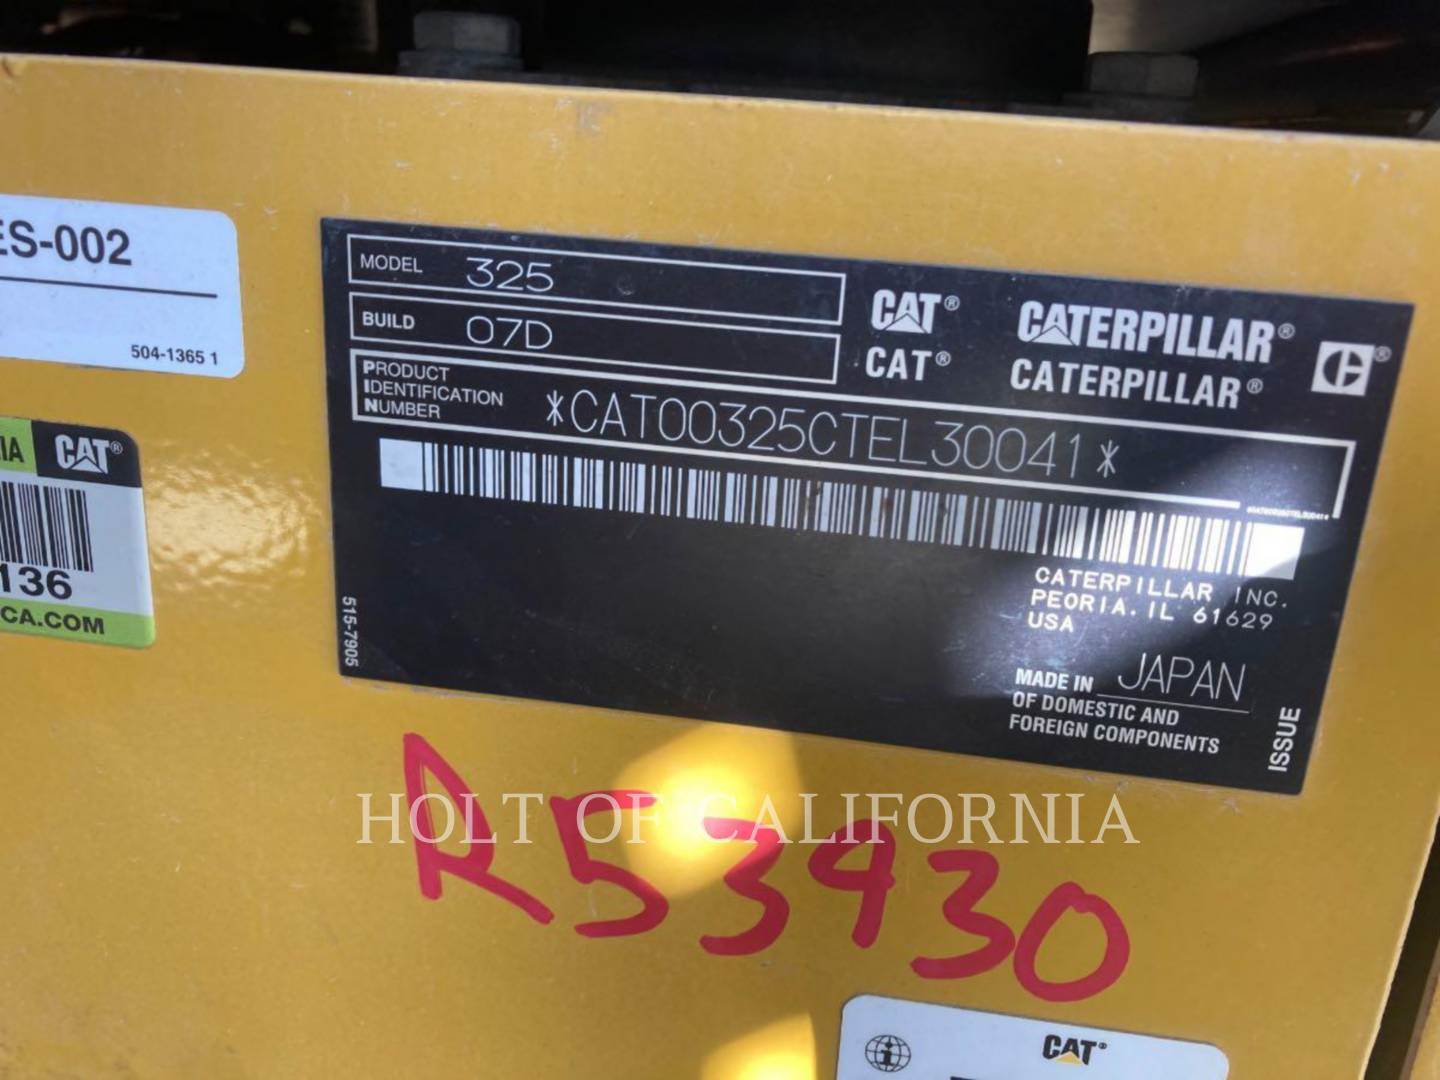 ES-002
504-1365 1
IA CAT®
136
CA.COM
MODEL 325
BUILD 07D
PRODUCT
IDENTIFICATION
NUMBER
*CAT00325CTEL30041*
CAT® CATERPILLAR®
CAT® CATERPILLAR®
*CAT00325CTEL30041*
CATERPILLAR INC.
PEORIA. IL 61629
USA
MADE IN JAPAN
OF DOMESTIC AND
FOREIGN COMPONENTS
ISSUE
515-7905
HOLT OF CALIFORNIA
R53930
CAT®